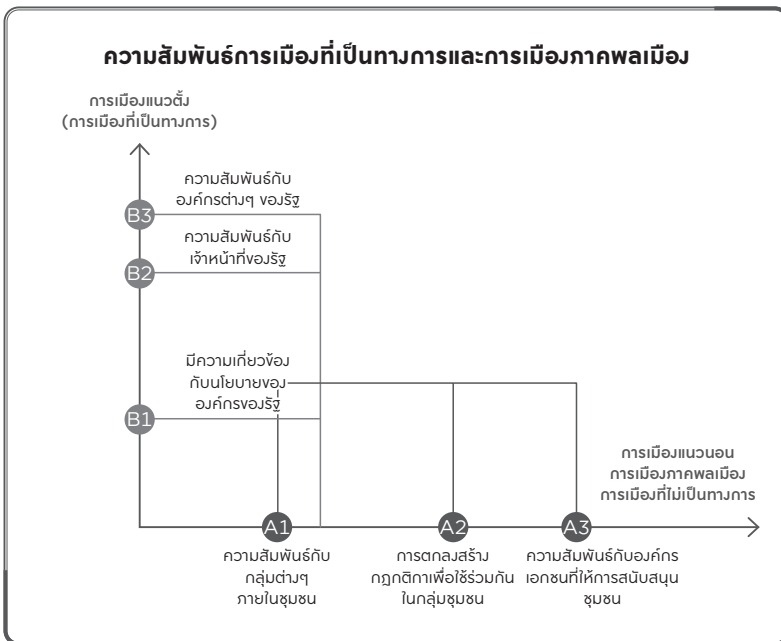 ความสัมพันธ์การเมืองที่เป็นทางการและการเมืองภาคพลเมือง
การเมืองแนวตั้ง
(การเมืองที่เป็นทางการ)
B3
ความสัมพันธ์กับ
องค์กรต่างๆ ของรัฐ
B2
ความสัมพันธ์กับ
เจ้าหน้าที่ของรัฐ
B1
มีความเกี่ยวข้อง
กับนโยบายของ
องค์กรของรัฐ
การเมืองแนวนอน
การเมืองภาคพลเมือง
การเมืองที่ไม่เป็นทางการ
A1
ความสัมพันธ์กับ
กลุ่มต่างๆ
ภายในชุมชน
A2
การตกลงสร้าง
กฎกติกาเพื่อใช้ร่วมกัน
ในกลุ่มชุมชน
A3
ความสัมพันธ์กับองค์กร
เอกชนที่ให้การสนับสนุน
ชุมชน